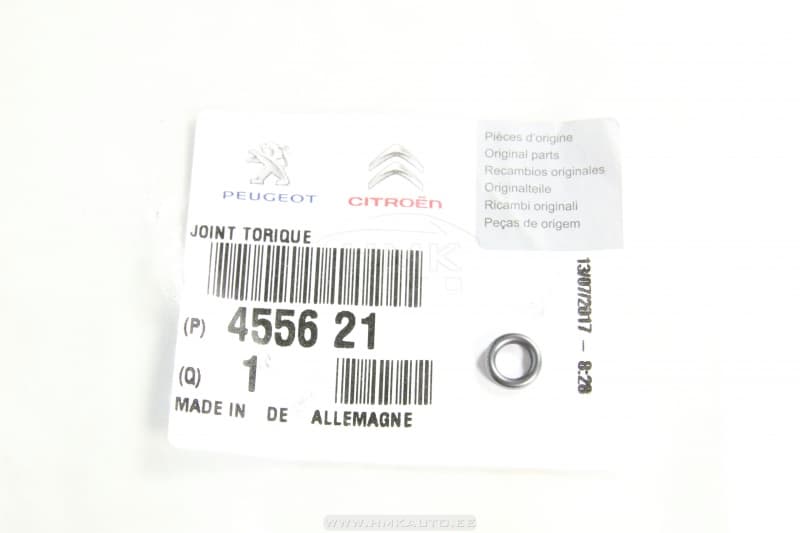 PEUGEOT
CITROËN
Pièces d'origine
Original parts
Recambios originales
Originalteile
Ricambi originali
Peças de origem
JOINT TORIQUE
HMK
(P) 4556 21
(Q) 1
MADE IN DE ALLEMAGNE
13/07/2017 - 8:28
WWW.HMKAUTO.EE